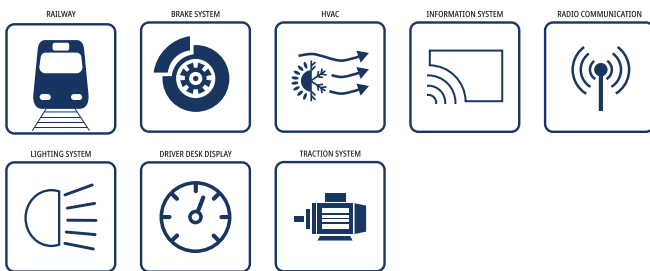 RAILWAY
BRAKE SYSTEM
HVAC
INFORMATION SYSTEM
RADIO COMMUNICATION
LIGHTING SYSTEM
DRIVER DESK DISPLAY
TRACTION SYSTEM